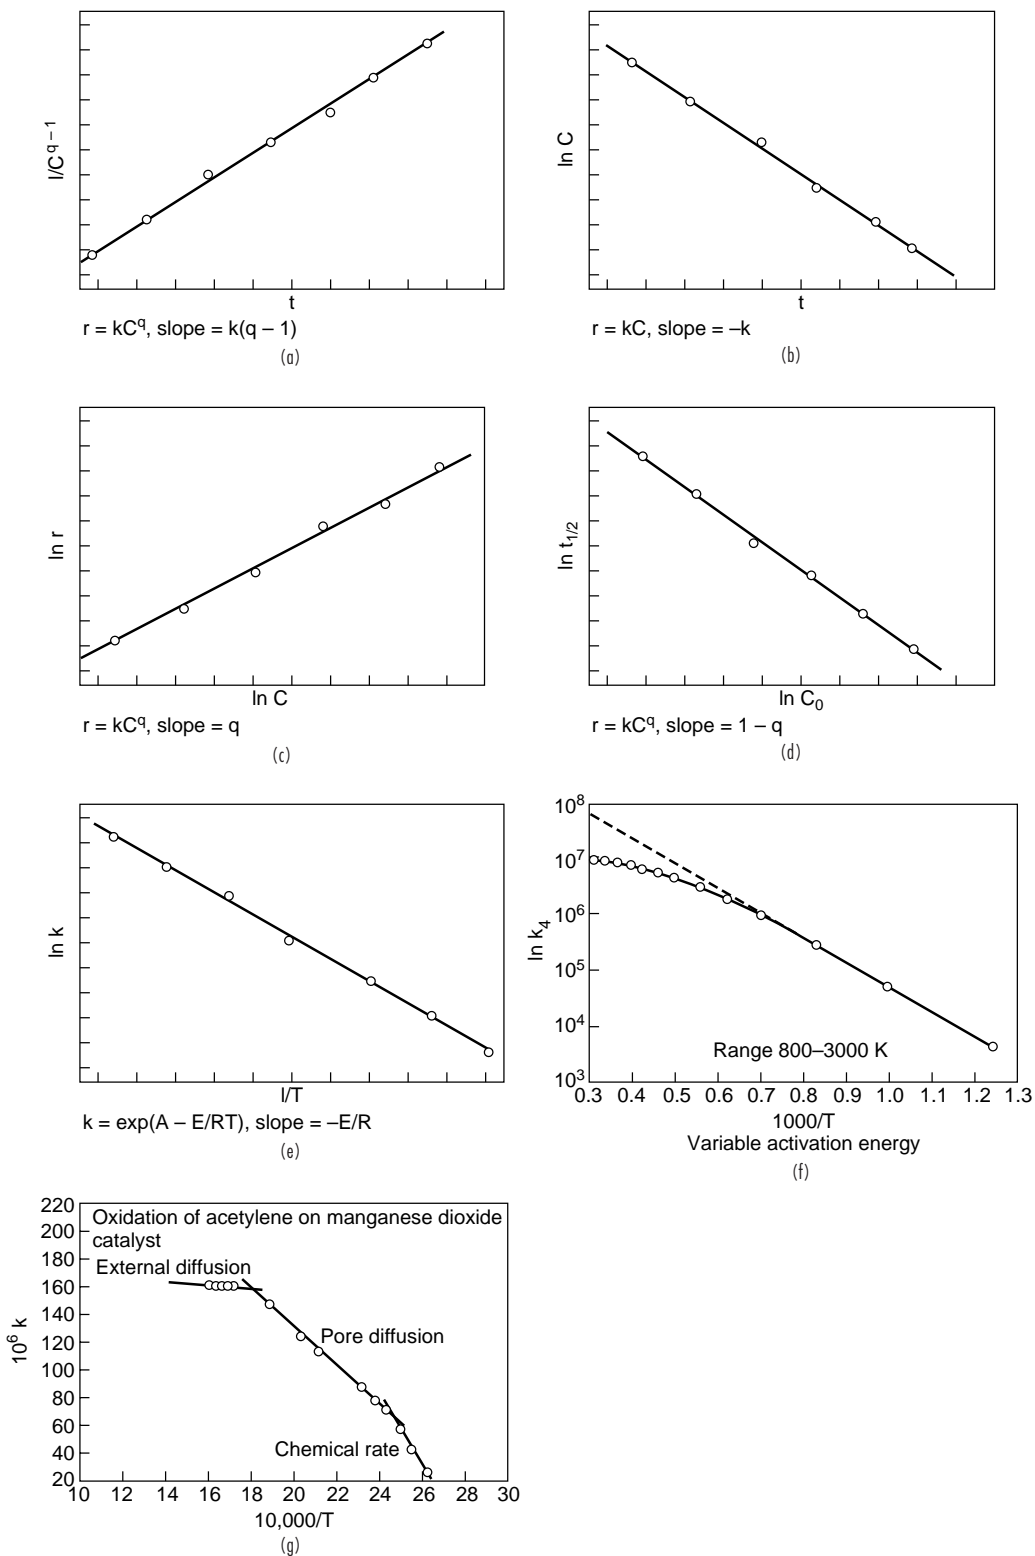 l/C^q – 1
t
r = kC^q, slope = k(q – 1)
(a)
ln C
t
r = kC, slope = –k
(b)
ln r
ln C
r = kC^q, slope = q
(c)
ln t_1/2
ln C_0
r = kC^q, slope = 1 – q
(d)
ln k
l/T
k = exp(A – E/RT), slope = –E/R
(e)
10^8
10^7
10^6
10^5
10^4
10^3
ln k_4
Range 800–3000 K
0.3 0.4 0.5 0.6 0.7 0.8 0.9 1.0 1.1 1.2 1.3
1000/T
Variable activation energy
(f)
220
200
180
160
140
120
100
80
60
40
20
10^6 k
Oxidation of acetylene on manganese dioxide
catalyst
External diffusion
Pore diffusion
Chemical rate
10 12 14 16 18 20 22 24 26 28 30
10,000/T
(g)